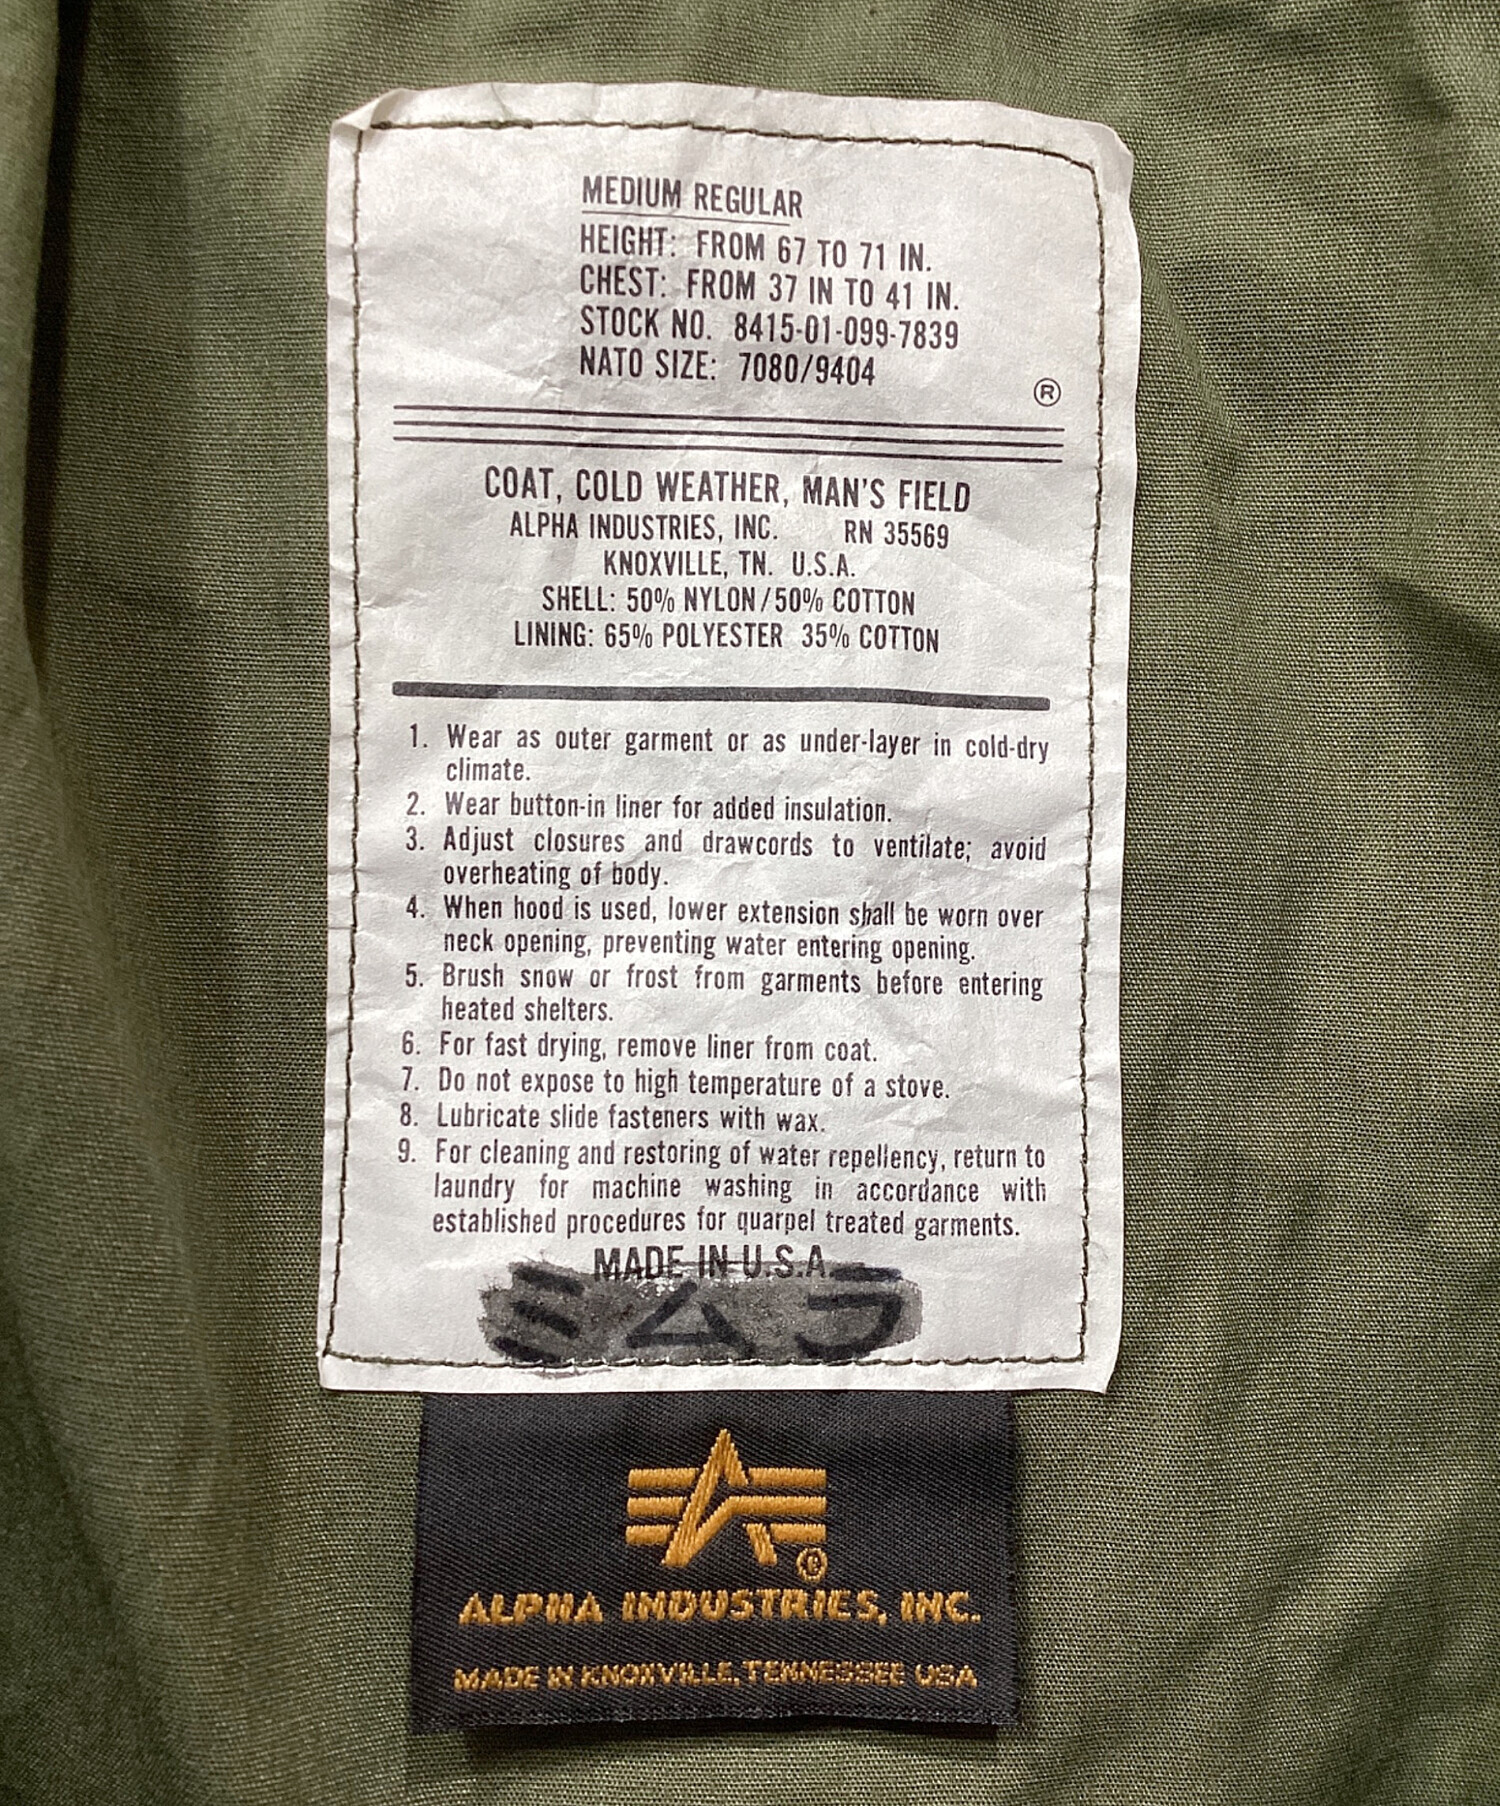 MEDIUM REGULAR
HEIGHT: FROM 67 TO 71 IN.
CHEST: FROM 37 IN TO 41 IN.
STOCK NO. 8415-01-099-7839
NATO SIZE: 7080/9404
®
COAT, COLD WEATHER, MAN'S FIELD
ALPHA INDUSTRIES, INC. RN 35569
KNOXVILLE, TN. U.S.A.
SHELL: 50% NYLON/50% COTTON
LINING: 65% POLYESTER 35% COTTON
1. Wear as outer garment or as under-layer in cold-dry
climate.
2. Wear button-in liner for added insulation.
3. Adjust closures and drawcords to ventilate; avoid
overheating of body.
4. When hood is used, lower extension shall be worn over
neck opening, preventing water entering opening.
5. Brush snow or frost from garments before entering
heated shelters.
6. For fast drying, remove liner from coat.
7. Do not expose to high temperature of a stove.
8. Lubricate slide fasteners with wax.
9. For cleaning and restoring of water repellency, return to
laundry for machine washing in accordance with
established procedures for quarpel treated garments.
MADE IN U.S.A.
®
ALPHA INDUSTRIES, INC.
MADE IN KNOXVILLE, TENNESSEE USA